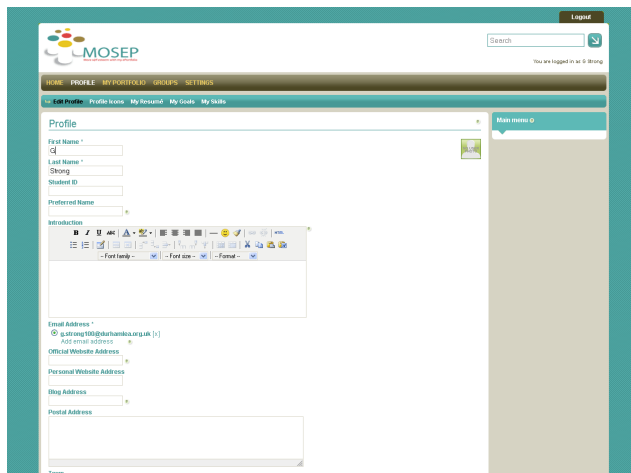 Logout
MOSEP
Search
You are logged in as G Strong
HOME PROFILE MY PORTFOLIO GROUPS SETTINGS
Edit Profile Profile Icons My Resumé My Goals My Skills
Profile
Main menu
First Name *
G
Last Name *
Strong
Student ID
Preferred Name
Introduction
B I U ABC A HTML
-- Font family -- -- Font size -- -- Format --
Email Address *
g.strong100@durhamlea.org.uk [x]
Add email address
Official Website Address
Personal Website Address
Blog Address
Postal Address
Town